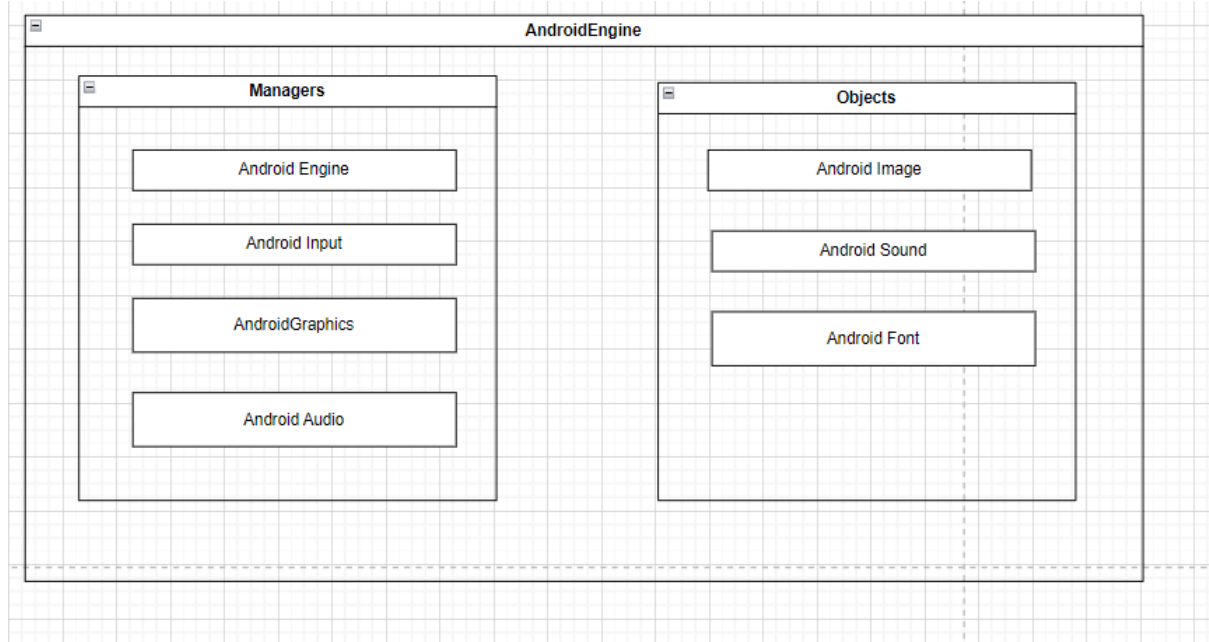 AndroidEngine
Managers
Android Engine
Android Input
AndroidGraphics
Android Audio
Objects
Android Image
Android Sound
Android Font